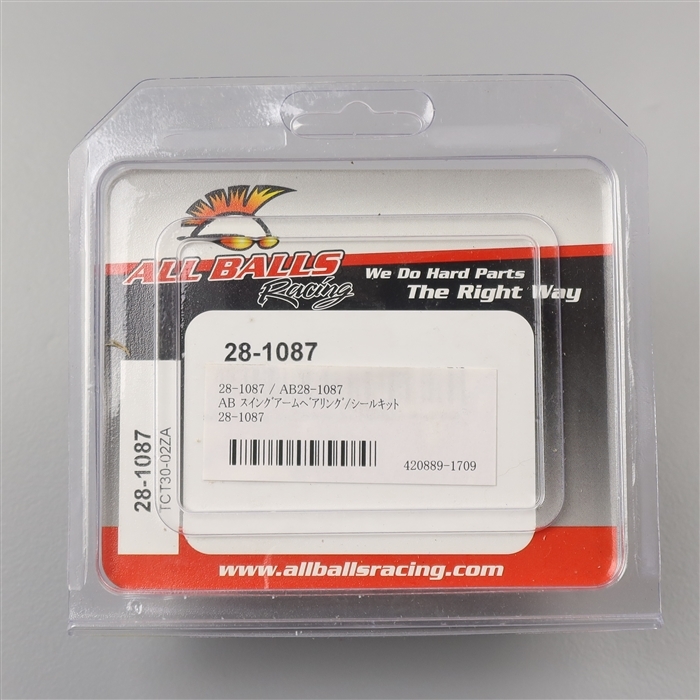 ALL BALLS
Racing
We Do Hard Parts
The Right Way
28-1087
28-1087 / AB28-1087
AB スイングアームベアリング/シールキット
28-1087
420889-1709
28-1087
TCT30-02ZA
www.allballsracing.com